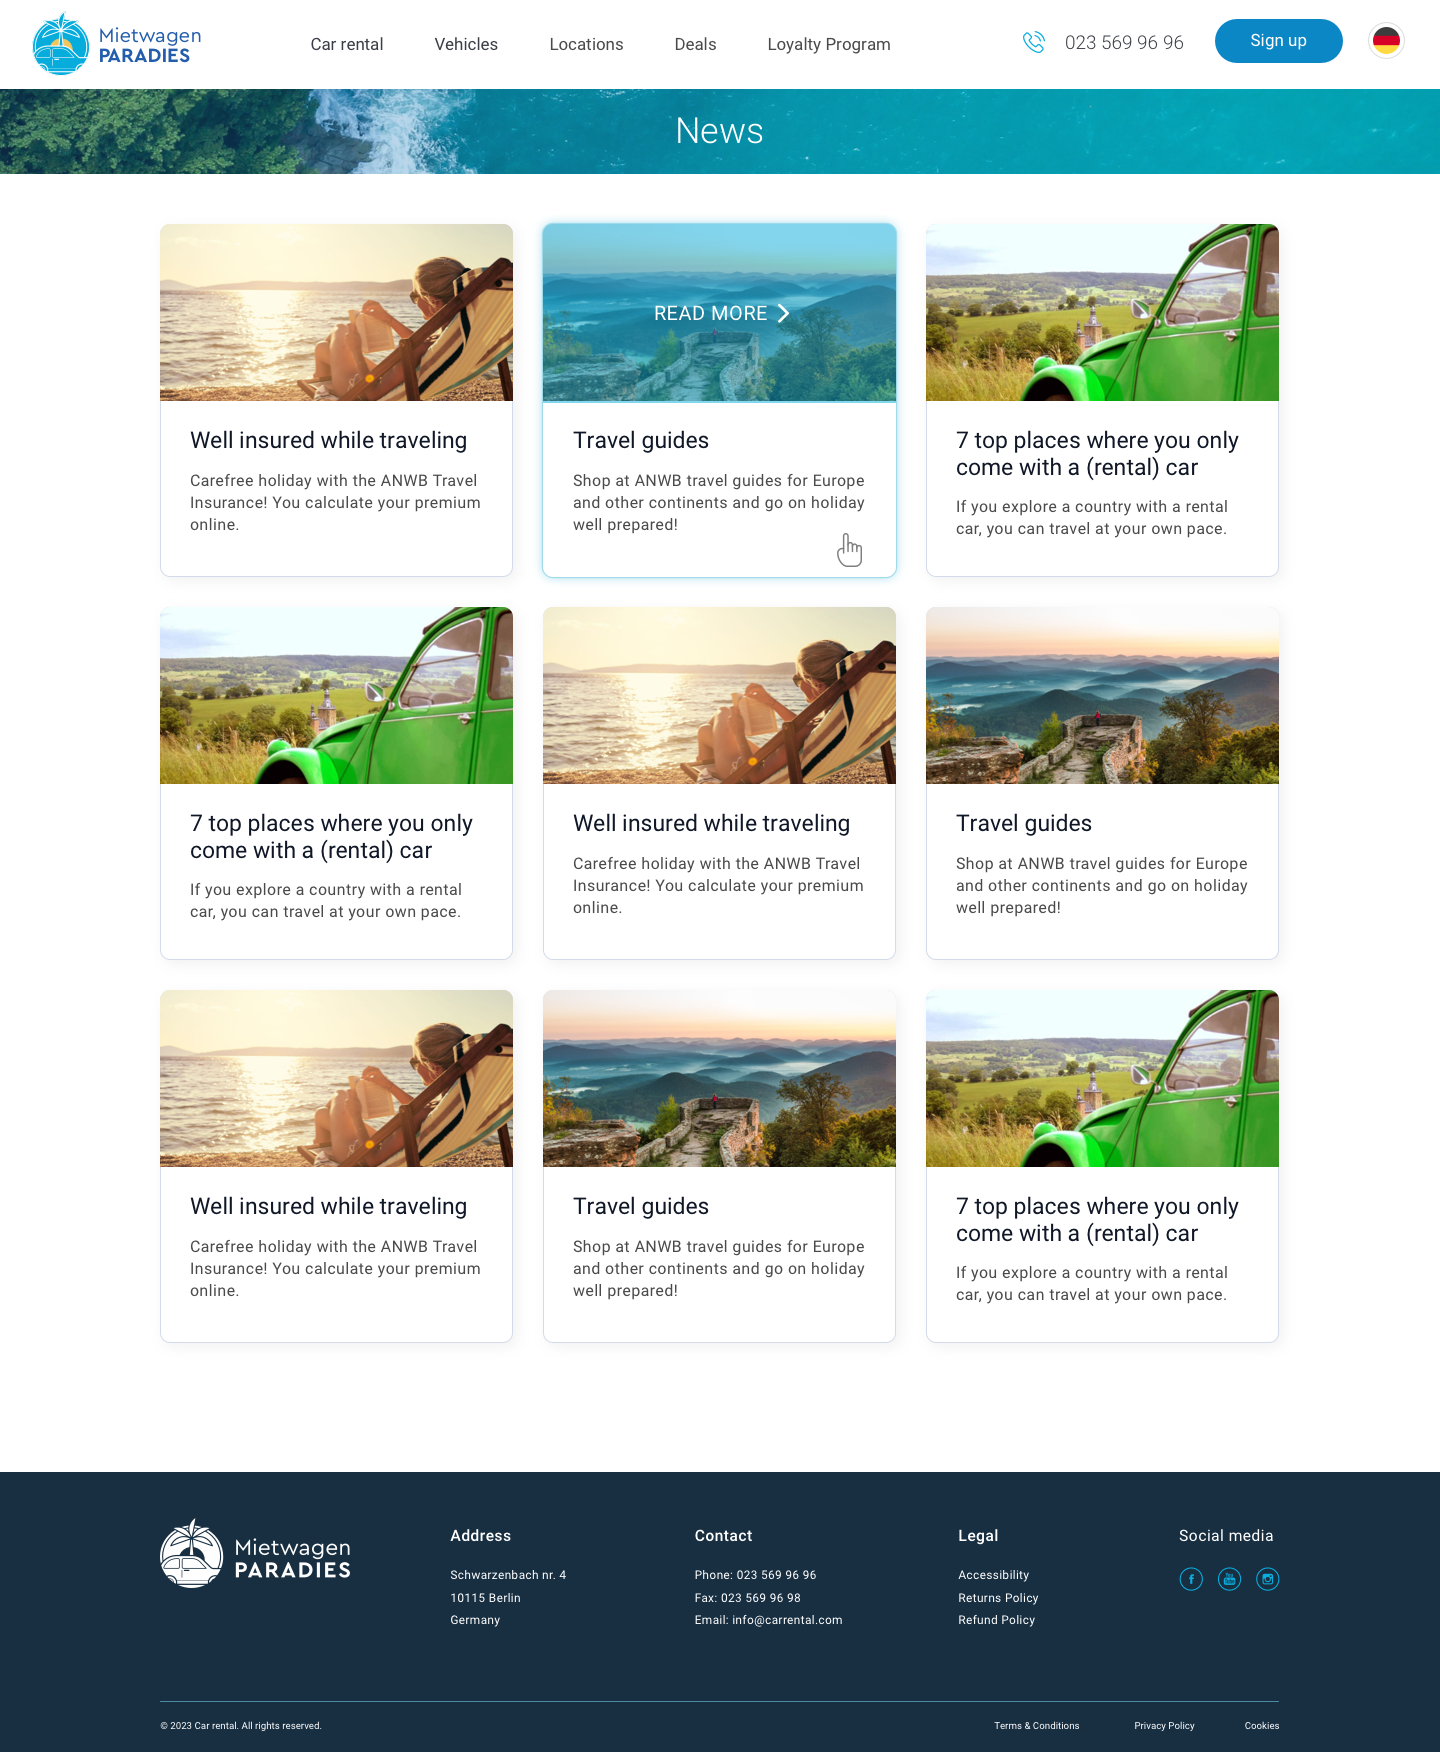 Mietwagen
PARADIES
Car rental
Vehicles
Locations
Deals
Loyalty Program
023 569 96 96
Sign up
News
READ MORE
Well insured while traveling
Carefree holiday with the ANWB Travel
Insurance! You calculate your premium
online.
Travel guides
Shop at ANWB travel guides for Europe
and other continents and go on holiday
well prepared!
7 top places where you only
come with a (rental) car
If you explore a country with a rental
car, you can travel at your own pace.
7 top places where you only
come with a (rental) car
If you explore a country with a rental
car, you can travel at your own pace.
Well insured while traveling
Carefree holiday with the ANWB Travel
Insurance! You calculate your premium
online.
Travel guides
Shop at ANWB travel guides for Europe
and other continents and go on holiday
well prepared!
Well insured while traveling
Carefree holiday with the ANWB Travel
Insurance! You calculate your premium
online.
Travel guides
Shop at ANWB travel guides for Europe
and other continents and go on holiday
well prepared!
7 top places where you only
come with a (rental) car
If you explore a country with a rental
car, you can travel at your own pace.
Mietwagen
PARADIES
Address
Schwarzenbach nr. 4
10115 Berlin
Germany
Contact
Phone: 023 569 96 96
Fax: 023 569 96 98
Email: info@carrental.com
Legal
Accessibility
Returns Policy
Refund Policy
Social media
© 2023 Car rental. All rights reserved.
Terms & Conditions
Privacy Policy
Cookies